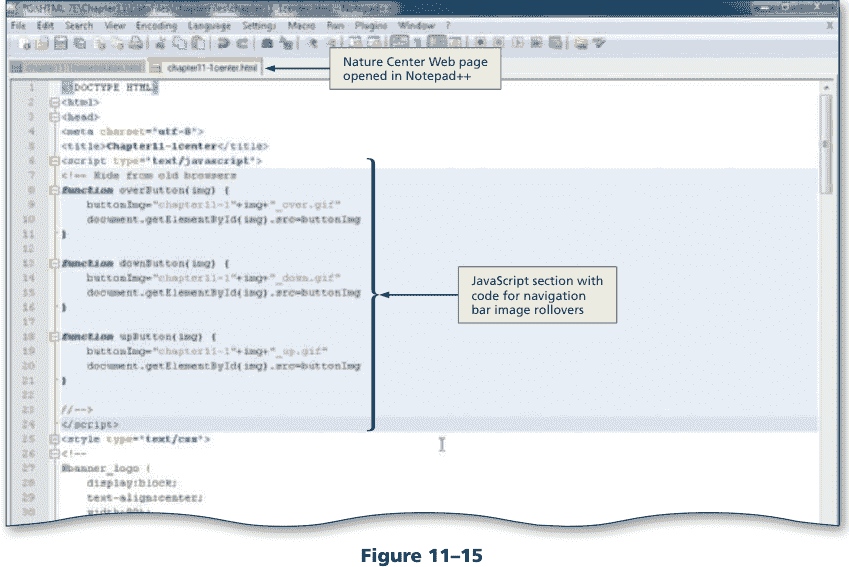 File Edit Search View Encoding Language Settings Macro Run Plugins Window ?
chapter11-1center.html
Nature Center Web page
opened in Notepad++
1 <!DOCTYPE HTML>
2 <html>
3 <head>
4 <meta charset="utf-8">
5 <title>Chapter11-1center</title>
6 <script type="text/javascript">
7 <!-- Hide from old browsers
8 function overButton(img) {
9 buttonImg="chapter11-1"+img+"_over.gif"
10 document.getElementById(img).src=buttonImg
11 }
12
13 function downButton(img) {
14 buttonImg="chapter11-1"+img+"_down.gif"
15 document.getElementById(img).src=buttonImg
16 }
17
18 function upButton(img) {
19 buttonImg="chapter11-1"+img+"_up.gif"
20 document.getElementById(img).src=buttonImg
21 }
22
23 //-->
24 </script>
25 <style type="text/css">
26 <!--
27 #banner_logo {
28 display:block;
29 text-align:center;
30
JavaScript section with
code for navigation
bar image rollovers
Figure 11–15